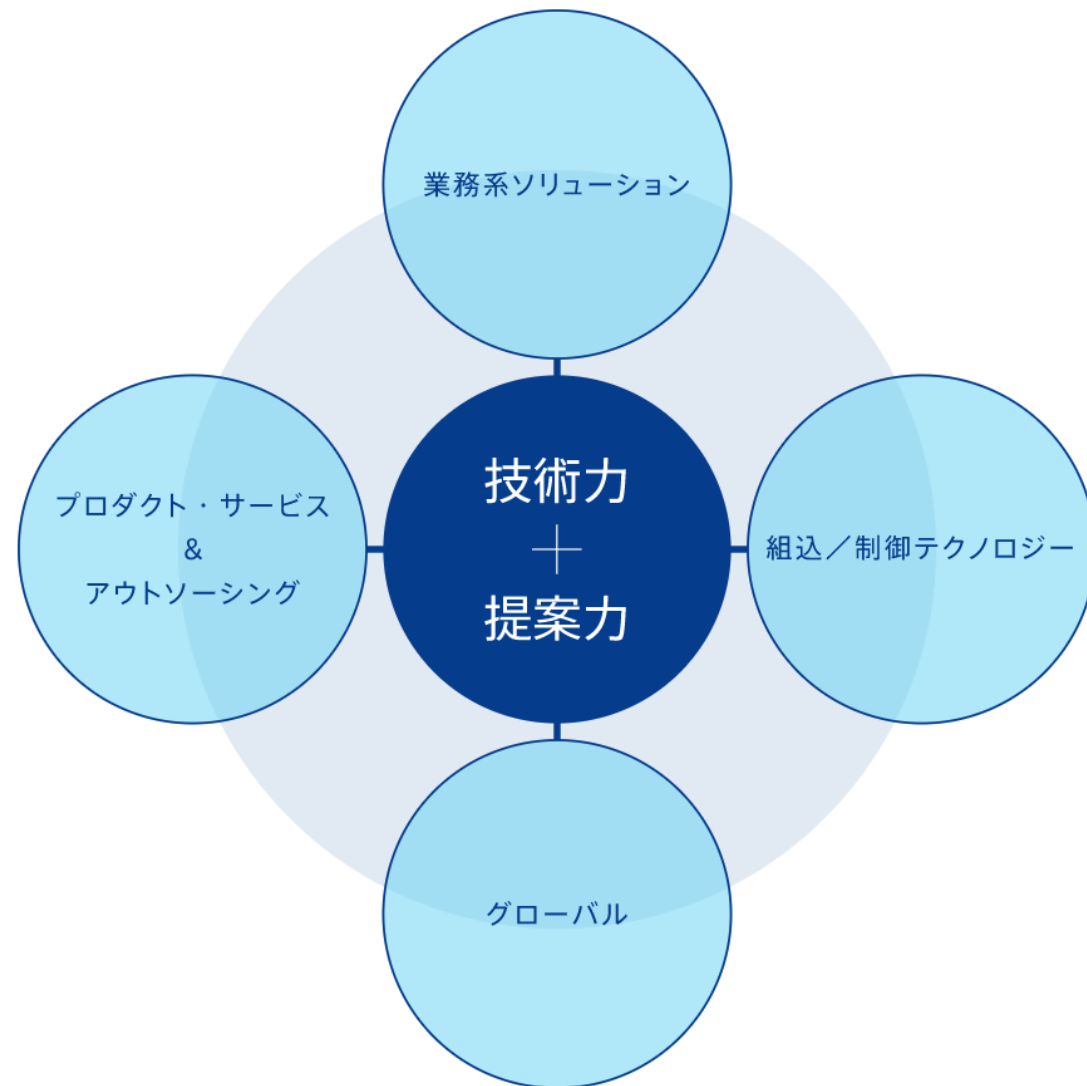 業務系ソリューション
プロダクト・サービス
&
アウトソーシング
技術力
+
提案力
組込／制御テクノロジー
グローバル